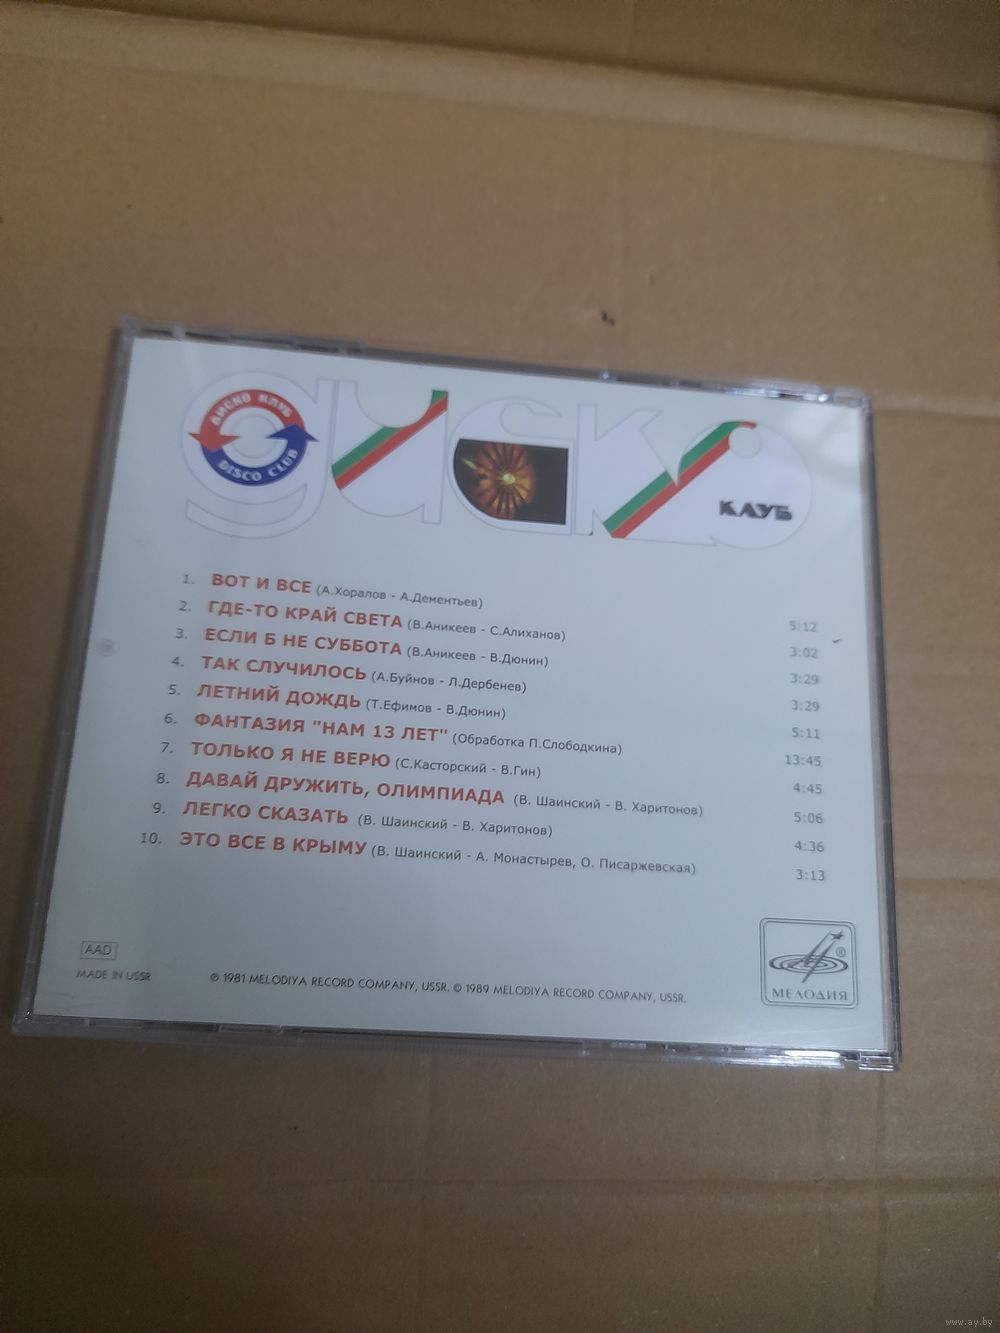 диско
ДИСКО КЛУБ
DISCO CLUB
КЛУБ
1. ВОТ И ВСЕ (А.Хоралов - А.Дементьев) 5:12
2. ГДЕ-ТО КРАЙ СВЕТА (В.Аникеев - С.Алиханов) 3:02
3. ЕСЛИ Б НЕ СУББОТА (В.Аникеев - В.Дюнин) 3:29
4. ТАК СЛУЧИЛОСЬ (А.Буйнов - Л.Дербенев) 3:29
5. ЛЕТНИЙ ДОЖДЬ (Т.Ефимов - В.Дюнин) 5:11
6. ФАНТАЗИЯ "НАМ 13 ЛЕТ" (Обработка П.Слободкина) 13:45
7. ТОЛЬКО Я НЕ ВЕРЮ (С.Касторский - В.Гин) 4:45
8. ДАВАЙ ДРУЖИТЬ, ОЛИМПИАДА (В. Шаинский - В. Харитонов) 5:06
9. ЛЕГКО СКАЗАТЬ (В. Шаинский - В. Харитонов) 4:36
10. ЭТО ВСЕ В КРЫМУ (В. Шаинский - А. Монастырев, О. Писаржевская) 3:13
AAD
MADE IN USSR
℗ 1981 MELODIYA RECORD COMPANY, USSR. © 1989 MELODIYA RECORD COMPANY, USSR.
®
МЕЛОДИЯ
www.ay.by